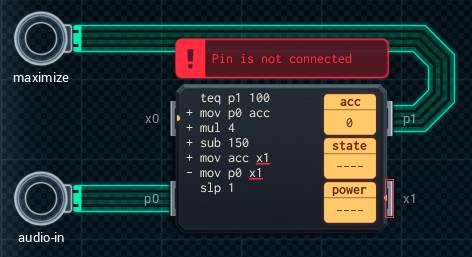 maximize
! Pin is not connected
x0
teq p1 100
+ mov p0 acc
+ mul 4
+ sub 150
+ mov acc x1
- mov p0 x1
slp 1
acc
0
state
----
power
----
p1
p0
x1
audio-in